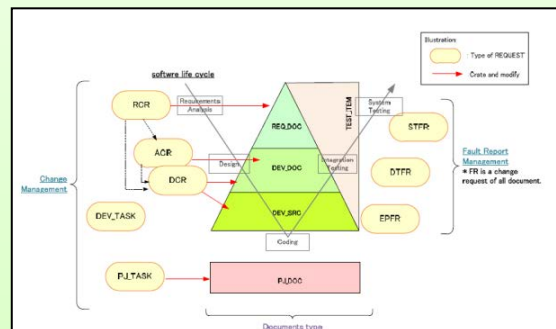 Illustration:
: Type of REQUEST
Crate and modify
softwre life cycle
RCR
Requirements
Analysis
System
Testing
REQ_DOC
TEST_ITEM
STFR
ACR
Design
DEV_DOC
Integration
Testing
Fault Report
Management
* FR is a change
request of all document.
Change
Management
DCR
DTFR
DEV_SRC
DEV_TASK
EPFR
Coding
PJ_TASK
PJ_DOC
Documents type